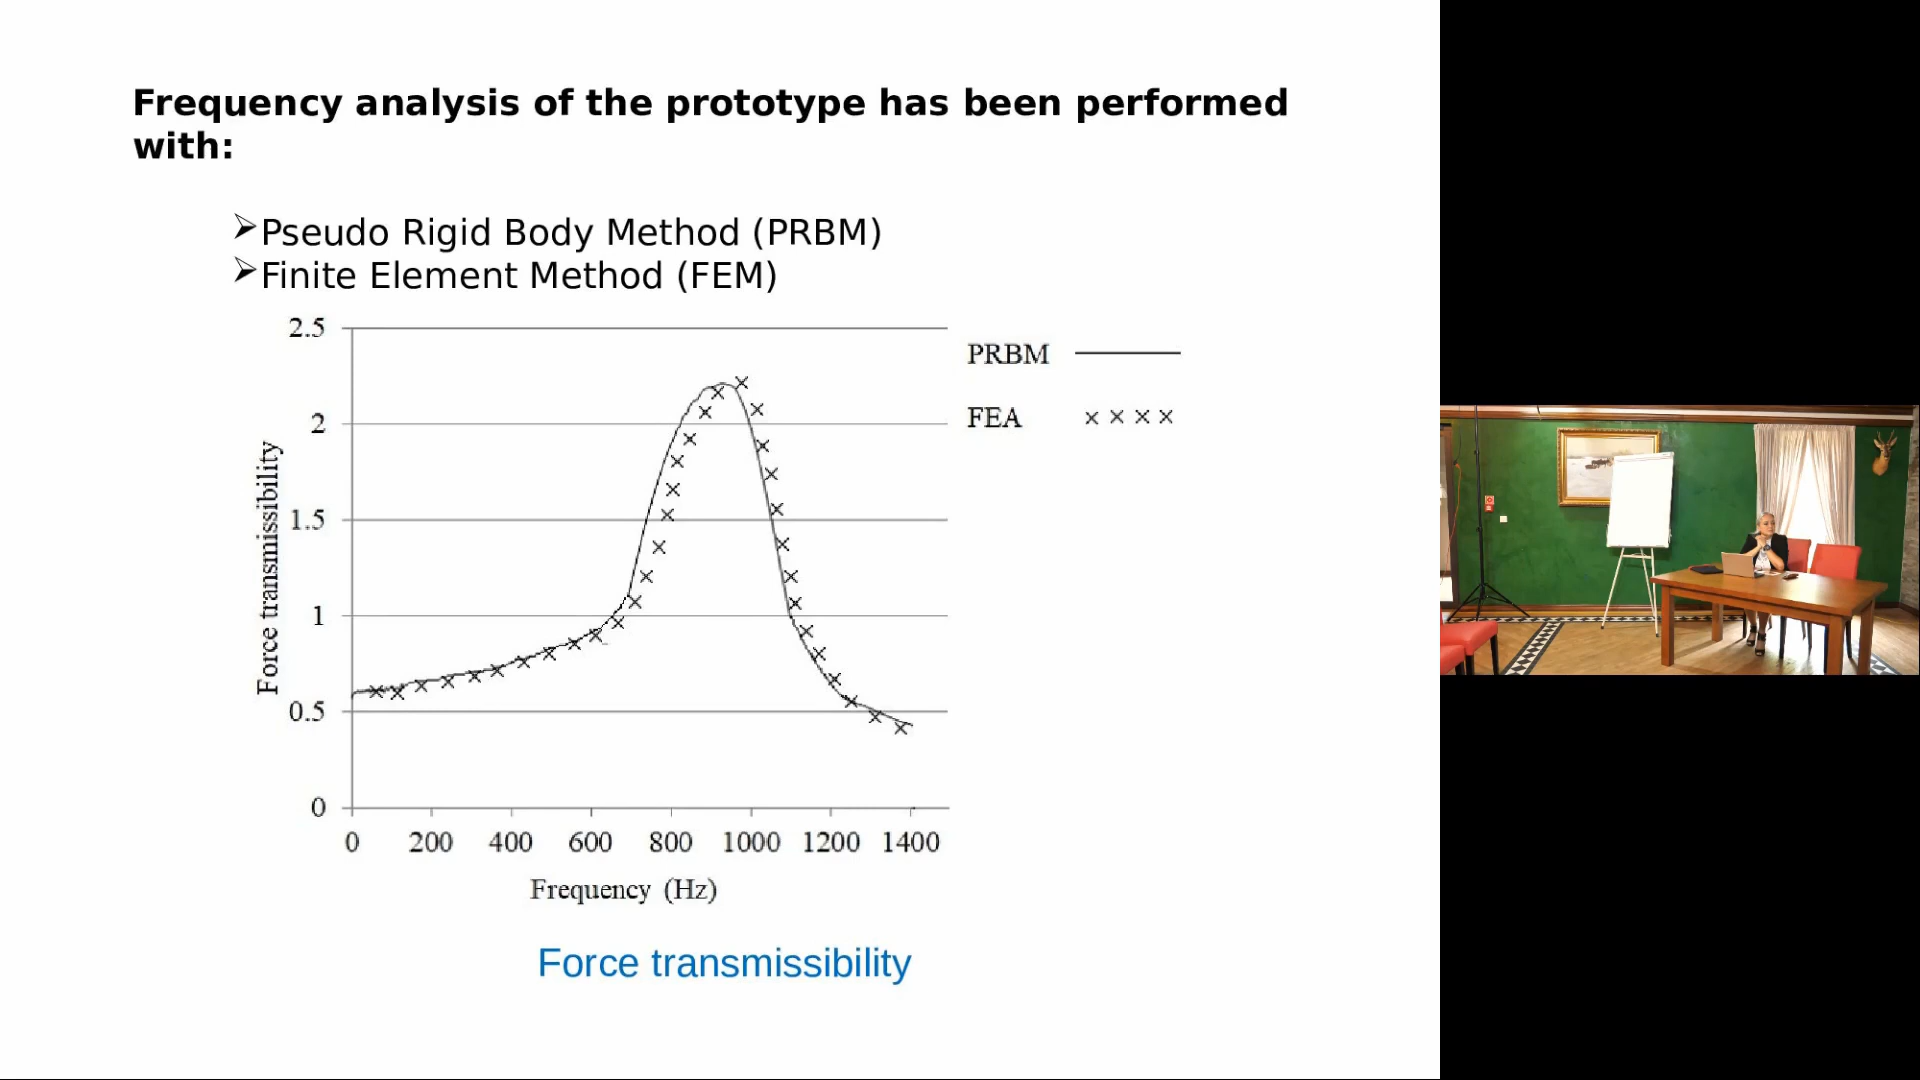 Frequency analysis of the prototype has been performed
with:
➢Pseudo Rigid Body Method (PRBM)
➢Finite Element Method (FEM)
2.5
2
1.5
1
0.5
0
Force transmissibility
0 200 400 600 800 1000 1200 1400
Frequency (Hz)
PRBM
FEA
Force transmissibility